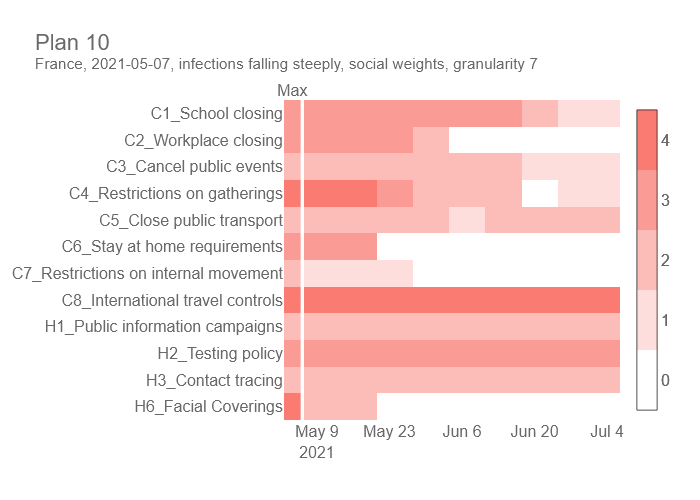 Plan 10
France, 2021-05-07, infections falling steeply, social weights, granularity 7
Max
C1_School closing
C2_Workplace closing
C3_Cancel public events
C4_Restrictions on gatherings
C5_Close public transport
C6_Stay at home requirements
C7_Restrictions on internal movement
C8_International travel controls
H1_Public information campaigns
H2_Testing policy
H3_Contact tracing
H6_Facial Coverings
May 9 May 23 Jun 6 Jun 20 Jul 4
2021
4
3
2
1
0